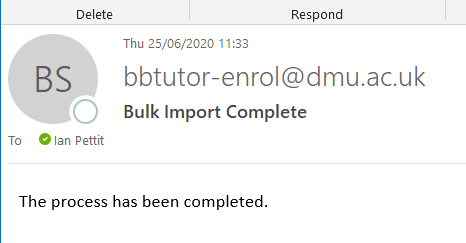 Delete
Respond
Thu 25/06/2020 11:33
BS
bbtutor-enrol@dmu.ac.uk
Bulk Import Complete
To Ian Pettit
The process has been completed.